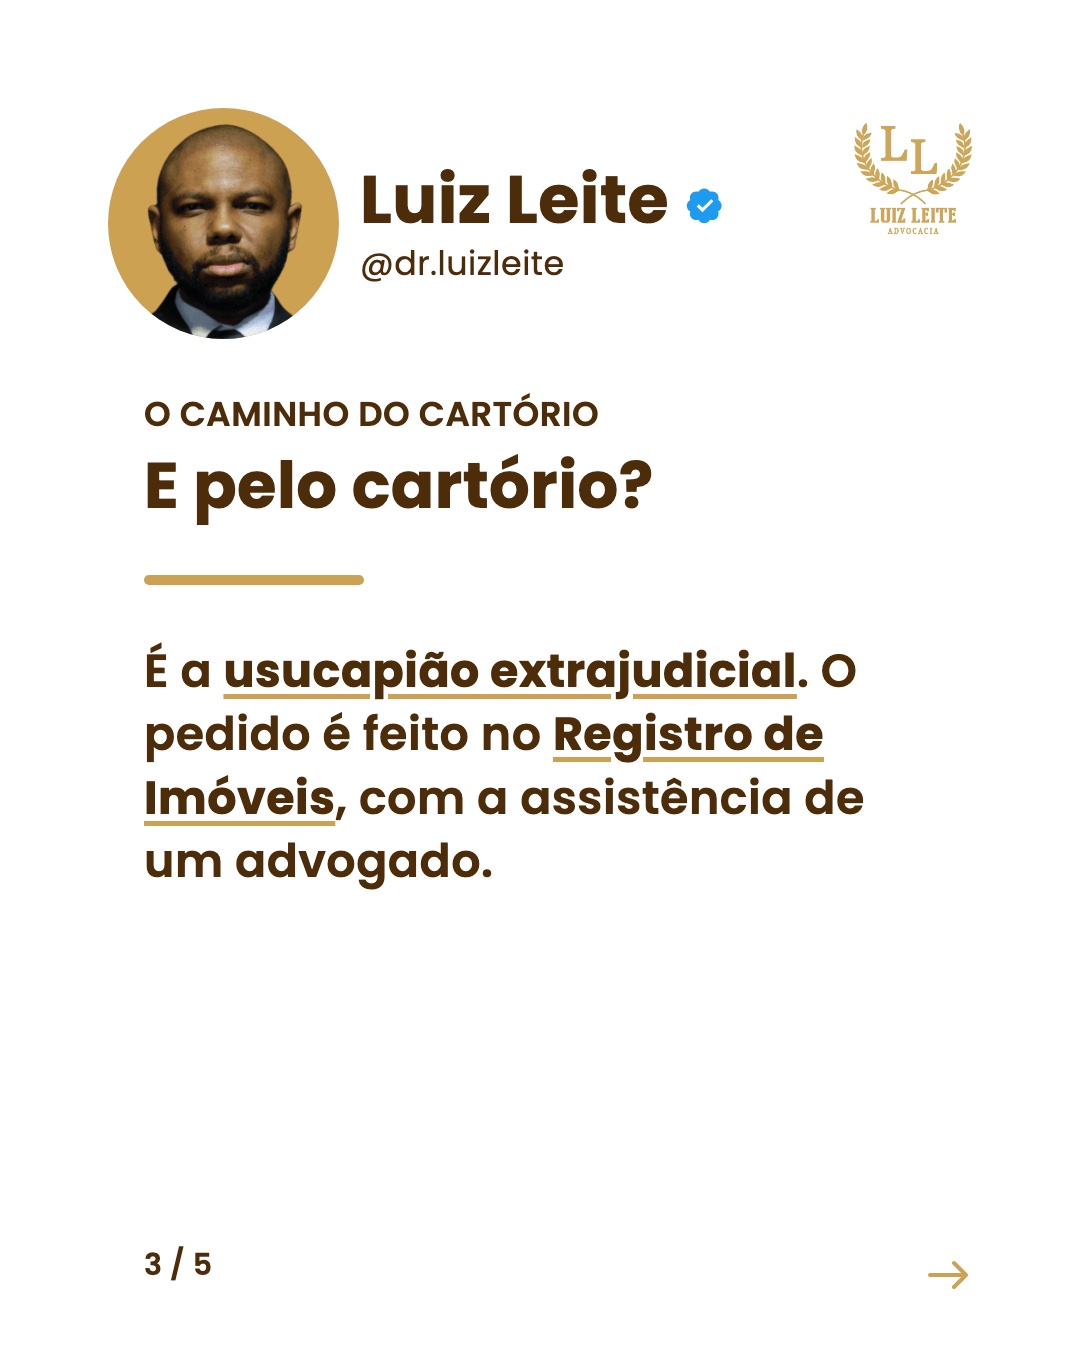 Luiz Leite
@dr.luizleite
LL
LUIZ LEITE
ADVOCACIA
O CAMINHO DO CARTÓRIO
E pelo cartório?
É a usucapião extrajudicial. O
pedido é feito no Registro de
Imóveis, com a assistência de
um advogado.
3 / 5